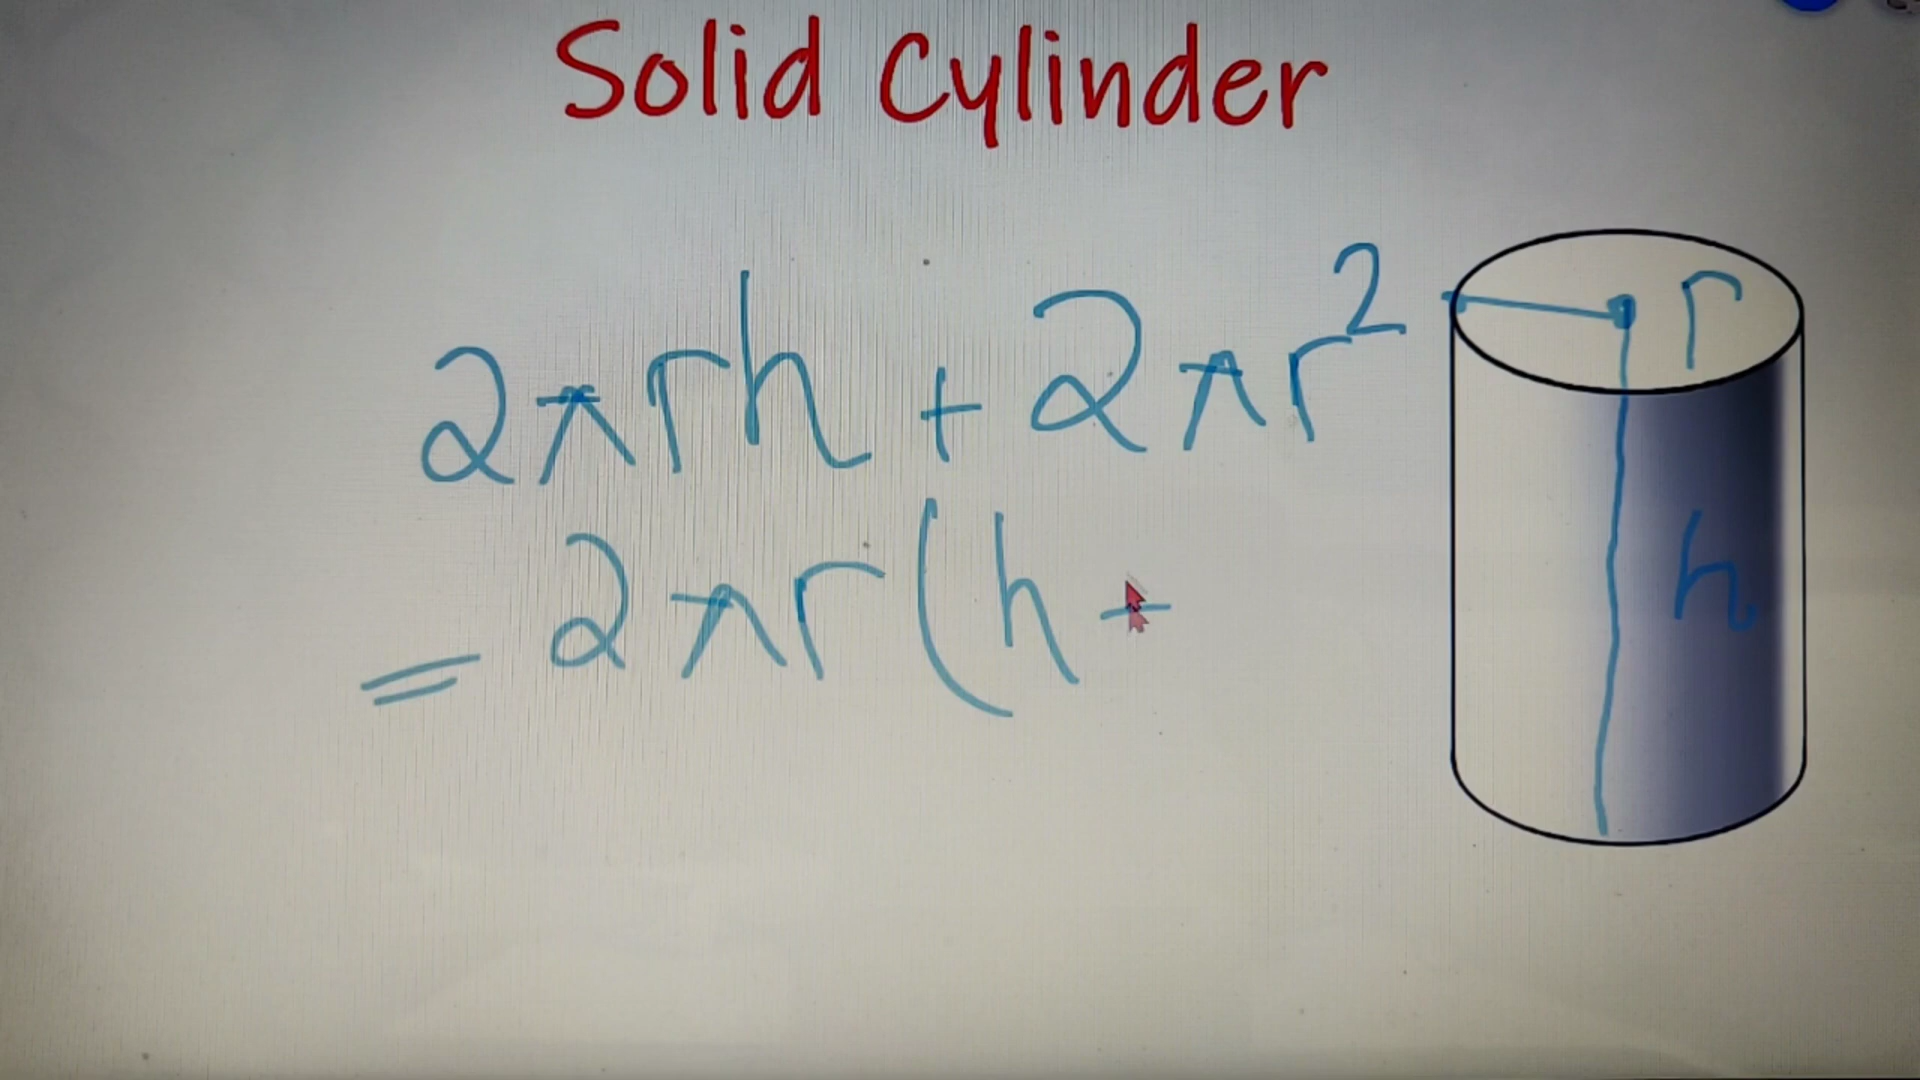 Solid Cylinder
2πrh + 2πr²
r
= 2πr(h +
h